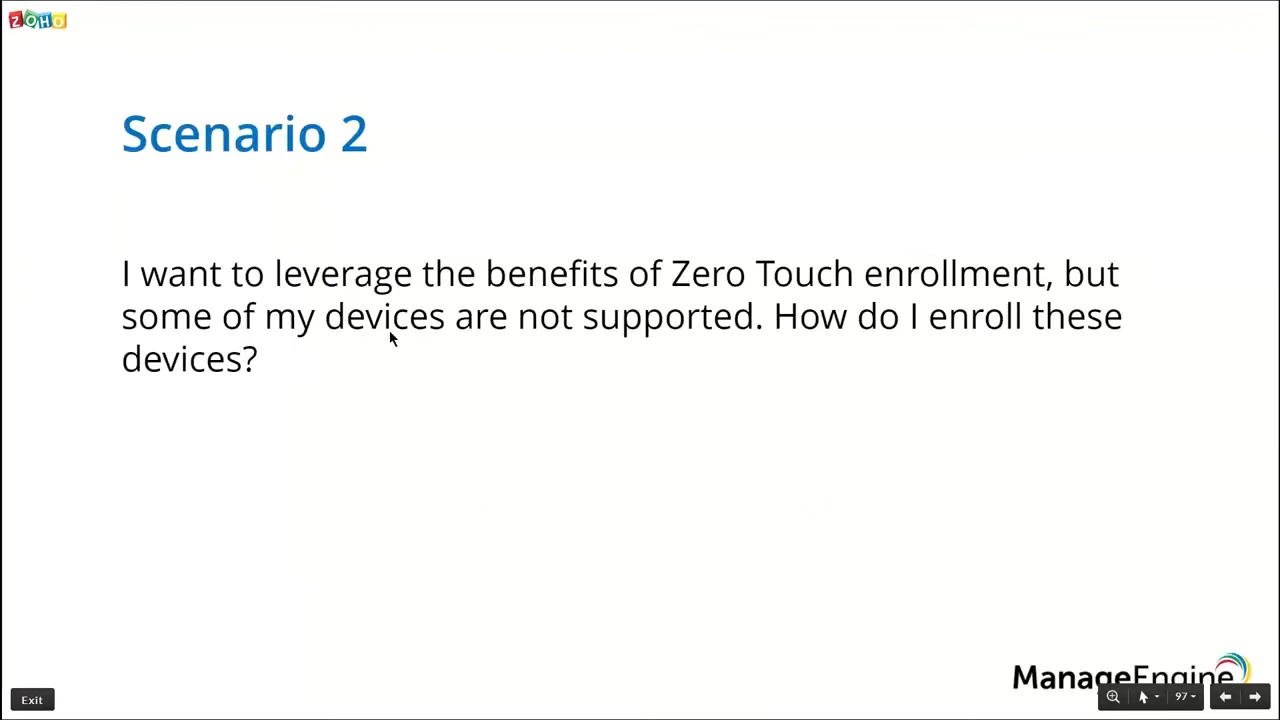 ZOHO
Scenario 2
I want to leverage the benefits of Zero Touch enrollment, but
some of my devices are not supported. How do I enroll these
devices?
ManageEngine
Exit
97